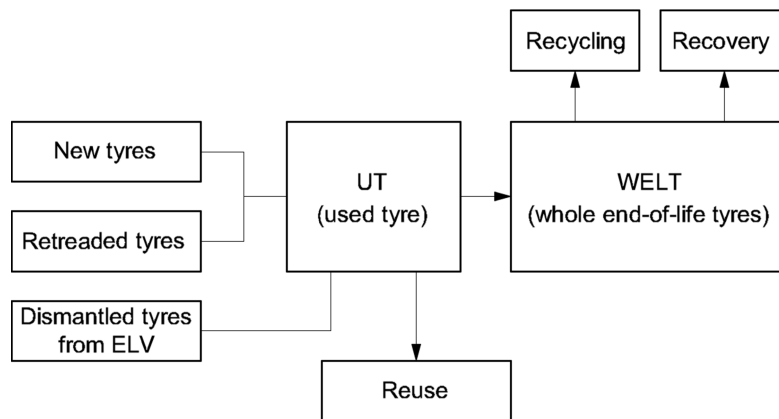 Recycling
Recovery
New tyres
UT
(used tyre)
WELT
(whole end-of-life tyres)
Retreaded tyres
Dismantled tyres
from ELV
Reuse